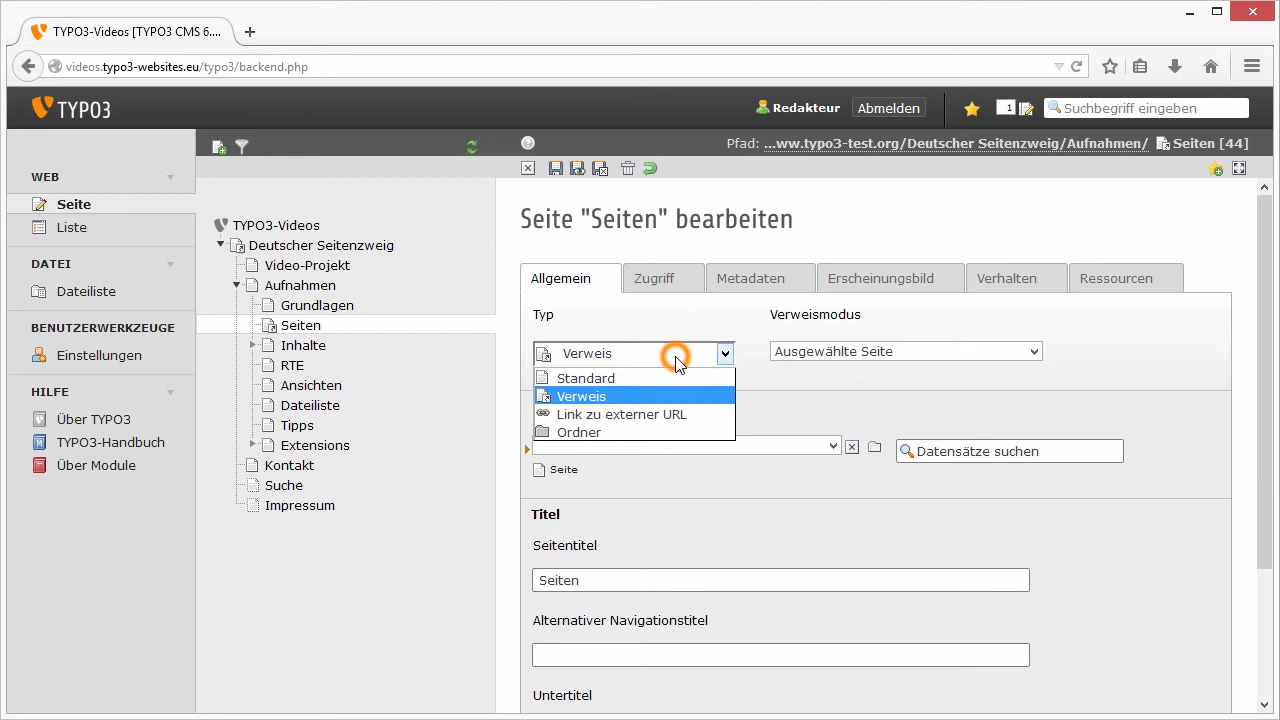 TYPO3-Videos [TYPO3 CMS 6....
videos.typo3-websites.eu/typo3/backend.php
TYPO3
Redakteur
Abmelden
1
Suchbegriff eingeben
Pfad: ...ww.typo3-test.org/Deutscher Seitenzweig/Aufnahmen/ Seiten [44]
WEB
Seite
Liste
DATEI
Dateiliste
BENUTZERWERKZEUGE
Einstellungen
HILFE
Über TYPO3
TYPO3-Handbuch
Über Module
TYPO3-Videos
Deutscher Seitenzweig
Video-Projekt
Aufnahmen
Grundlagen
Seiten
Inhalte
RTE
Ansichten
Dateiliste
Tipps
Extensions
Kontakt
Suche
Impressum
Seite "Seiten" bearbeiten
Allgemein
Zugriff
Metadaten
Erscheinungsbild
Verhalten
Ressourcen
Typ
Verweismodus
Verweis
Ausgewählte Seite
Standard
Verweis
Link zu externer URL
Ordner
Datensätze suchen
Seite
Titel
Seitentitel
Seiten
Alternativer Navigationstitel
Untertitel